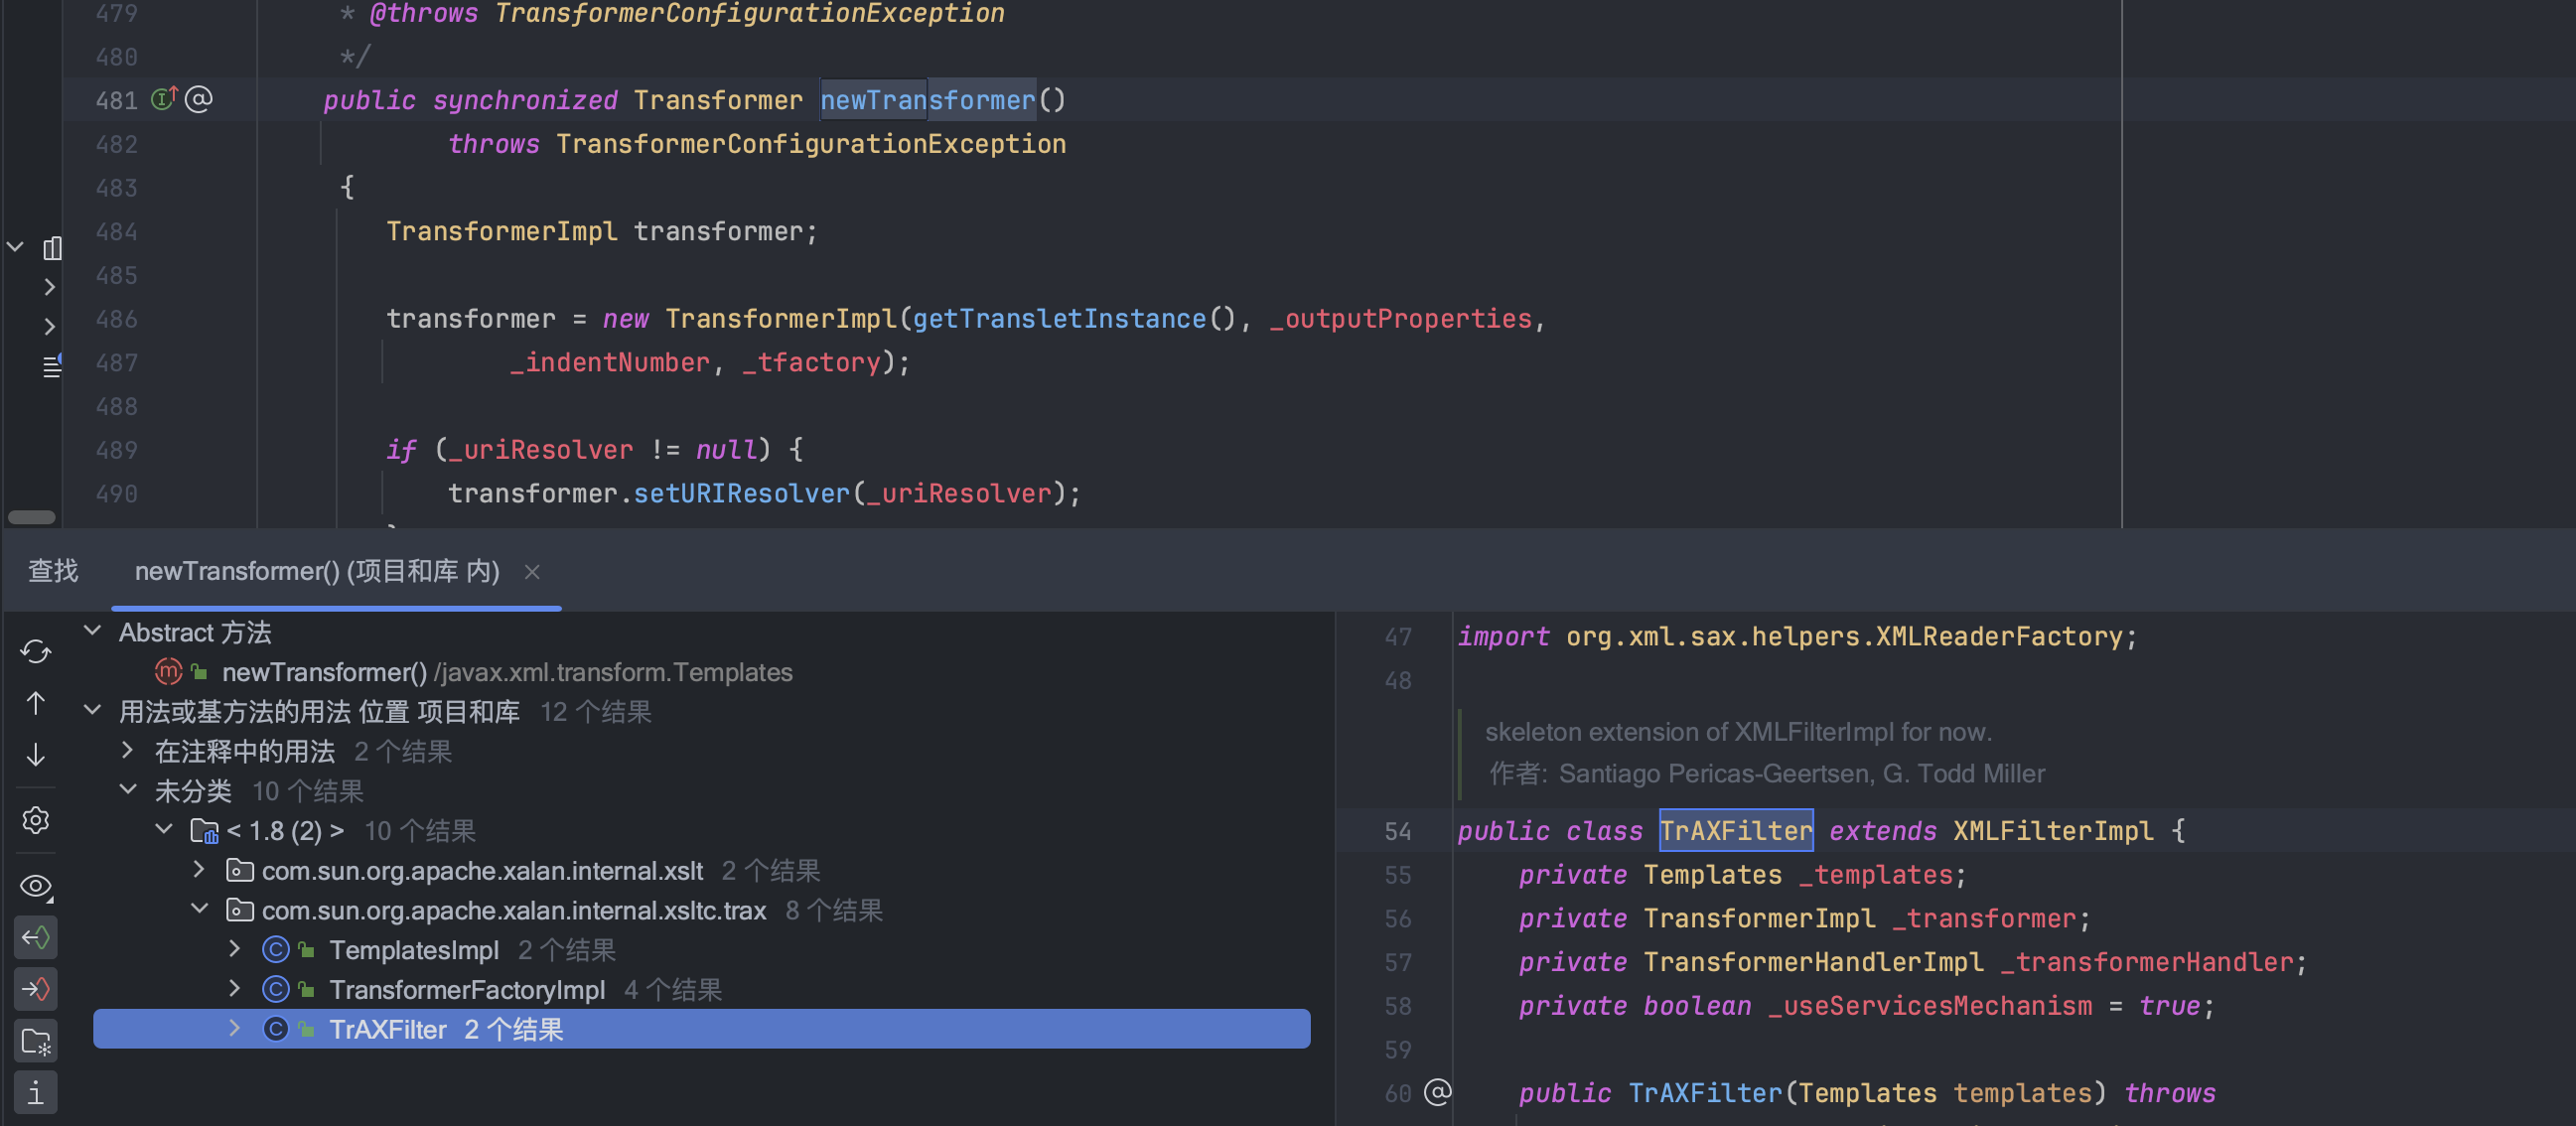 479 * @throws TransformerConfigurationException
480 */
481 public synchronized Transformer newTransformer()
482 throws TransformerConfigurationException
483 {
484 TransformerImpl transformer;
485
486 transformer = new TransformerImpl(getTransletInstance(), _outputProperties,
487 _indentNumber, _tfactory);
488
489 if (_uriResolver != null) {
490 transformer.setURIResolver(_uriResolver);
查找 newTransformer() (项目和库 内)
Abstract 方法
newTransformer() /javax.xml.transform.Templates
用法或基方法的用法 位置 项目和库 12 个结果
在注释中的用法 2 个结果
未分类 10 个结果
< 1.8 (2) > 10 个结果
com.sun.org.apache.xalan.internal.xslt 2 个结果
com.sun.org.apache.xalan.internal.xsltc.trax 8 个结果
TemplatesImpl 2 个结果
TransformerFactoryImpl 4 个结果
TrAXFilter 2 个结果
47 import org.xml.sax.helpers.XMLReaderFactory;
48
skeleton extension of XMLFilterImpl for now.
作者: Santiago Pericas-Geertsen, G. Todd Miller
54 public class TrAXFilter extends XMLFilterImpl {
55 private Templates _templates;
56 private TransformerImpl _transformer;
57 private TransformerHandlerImpl _transformerHandler;
58 private boolean _useServicesMechanism = true;
59
60 @ public TrAXFilter(Templates templates) throws